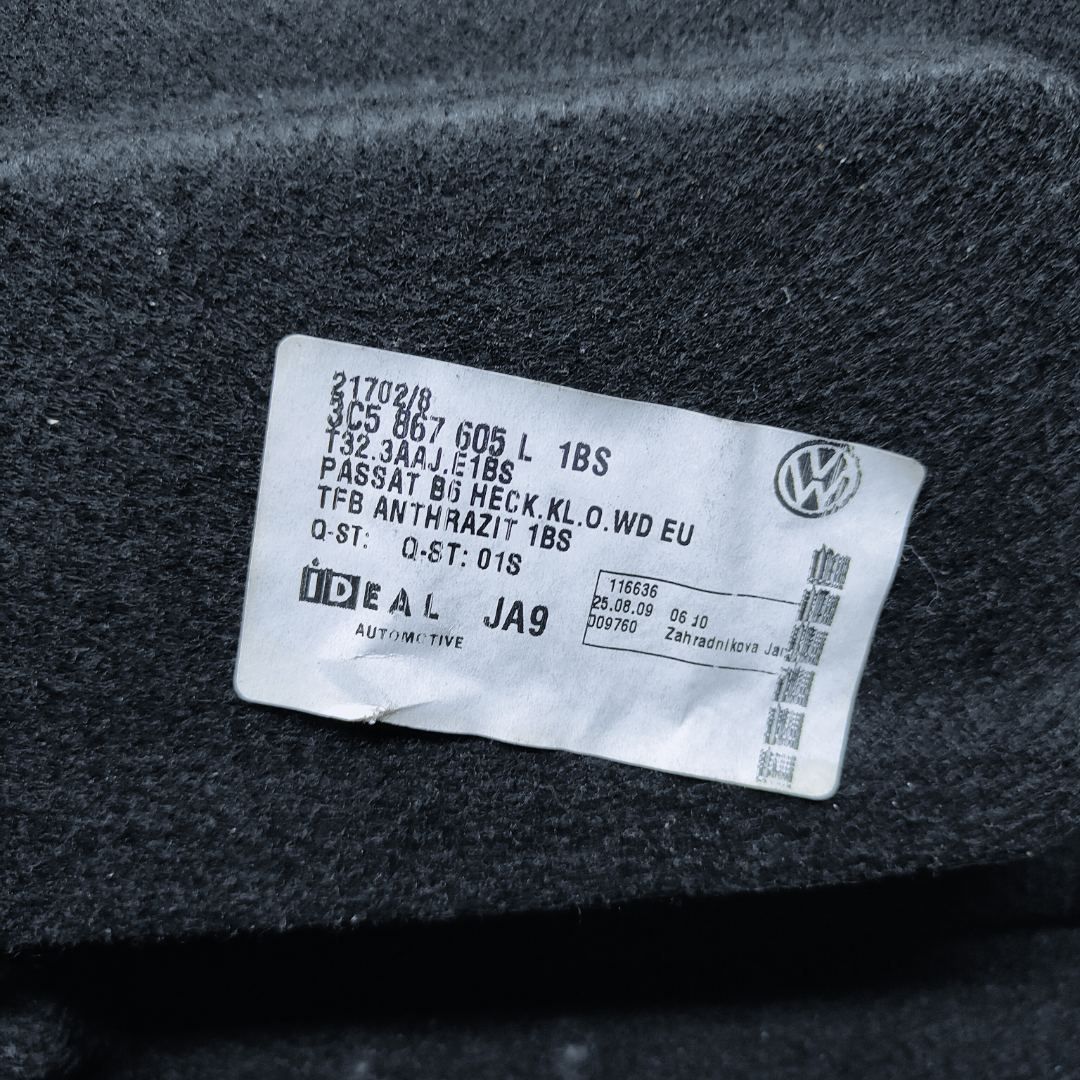 21702/8
3C5 867 605 L 1BS
T32.3AAJ.E1BS
PASSAT B6 HECK.KL.O.WD EU
TFB ANTHRAZIT 1BS
Q-ST: Q-ST: 01S
IDEAL JA9
AUTOMOTIVE
116636
25.08.09 06:10
009760 Zahradnikova
VW